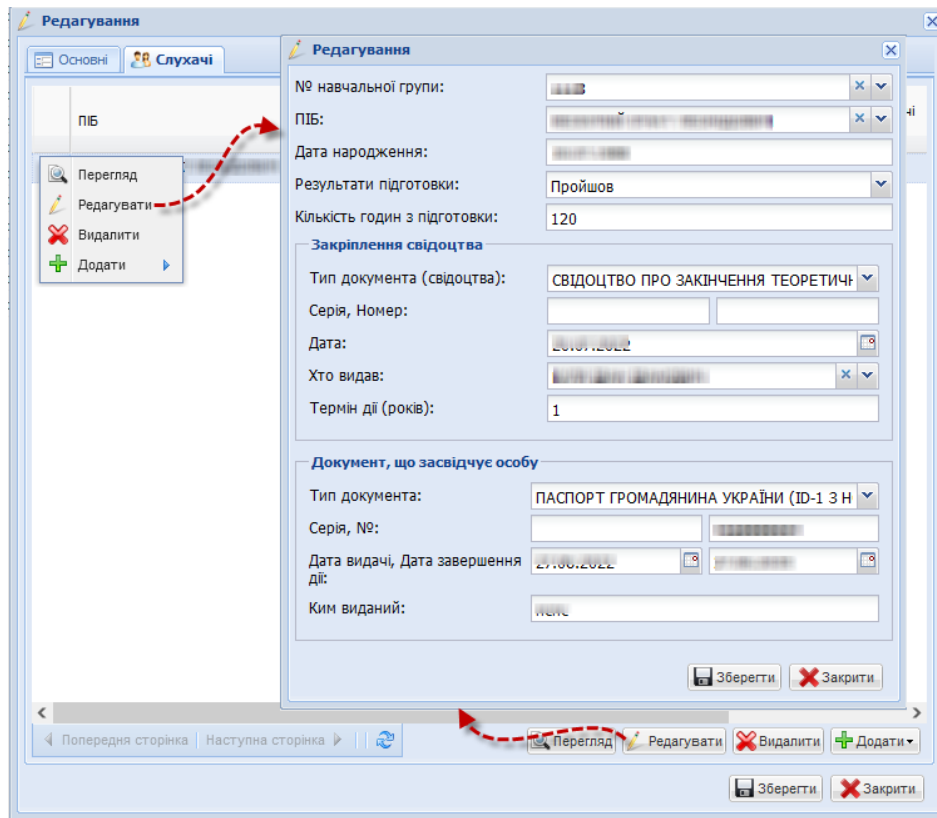 Редагування
Основні
Слухачі
ПІБ
Перегляд
Редагувати
Видалити
Додати
Редагування
№ навчальної групи:
ПІБ:
Дата народження:
Результати підготовки: Пройшов
Кількість годин з підготовки: 120
Закріплення свідоцтва
Тип документа (свідоцтва): СВІДОЦТВО ПРО ЗАКІНЧЕННЯ ТЕОРЕТИЧН
Серія, Номер:
Дата:
Хто видав:
Термін дії (років): 1
Документ, що засвідчує особу
Тип документа: ПАСПОРТ ГРОМАДЯНИНА УКРАЇНИ (ID-1 З Н
Серія, №:
Дата видачі, Дата завершення
дії:
Ким виданий:
Зберегти Закрити
Попередня сторінка Наступна сторінка Перегляд Редагувати Видалити Додати
Зберегти Закрити